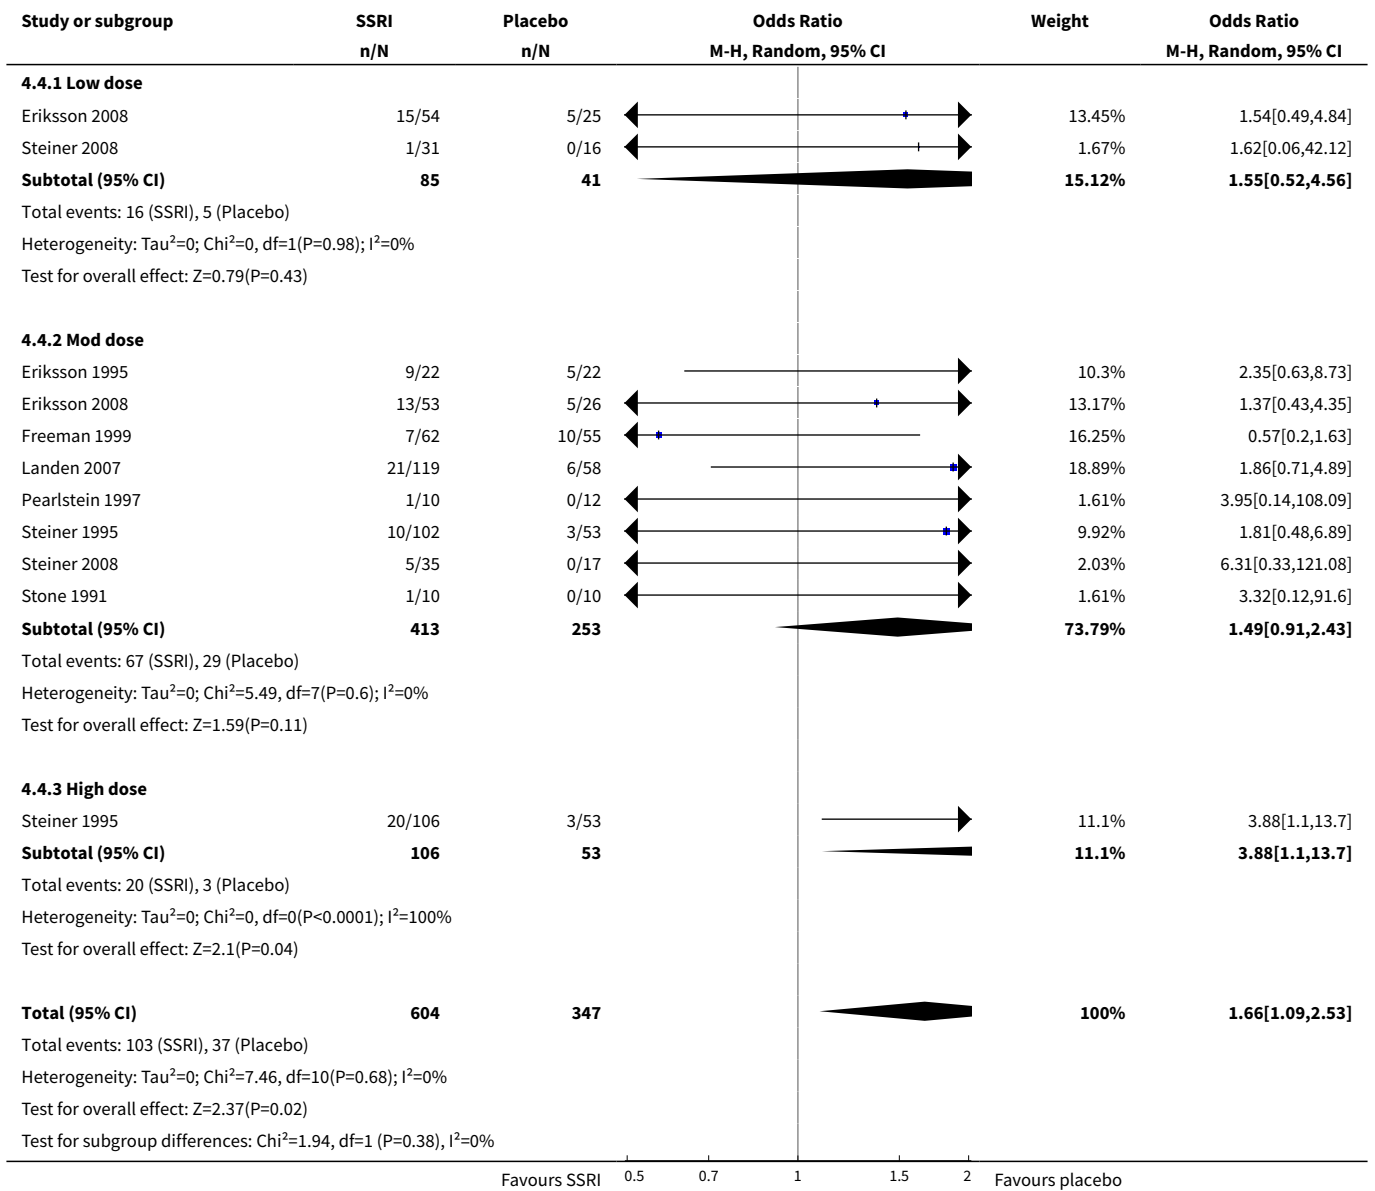 Study or subgroup SSRI Placebo Odds Ratio Weight Odds Ratio
n/N n/N M-H, Random, 95% CI M-H, Random, 95% CI
4.4.1 Low dose
Eriksson 2008 15/54 5/25 13.45% 1.54[0.49,4.84]
Steiner 2008 1/31 0/16 1.67% 1.62[0.06,42.12]
Subtotal (95% CI) 85 41 15.12% 1.55[0.52,4.56]
Total events: 16 (SSRI), 5 (Placebo)
Heterogeneity: Tau²=0; Chi²=0, df=1(P=0.98); I²=0%
Test for overall effect: Z=0.79(P=0.43)
4.4.2 Mod dose
Eriksson 1995 9/22 5/22 10.3% 2.35[0.63,8.73]
Eriksson 2008 13/53 5/26 13.17% 1.37[0.43,4.35]
Freeman 1999 7/62 10/55 16.25% 0.57[0.2,1.63]
Landen 2007 21/119 6/58 18.89% 1.86[0.71,4.89]
Pearlstein 1997 1/10 0/12 1.61% 3.95[0.14,108.09]
Steiner 1995 10/102 3/53 9.92% 1.81[0.48,6.89]
Steiner 2008 5/35 0/17 2.03% 6.31[0.33,121.08]
Stone 1991 1/10 0/10 1.61% 3.32[0.12,91.6]
Subtotal (95% CI) 413 253 73.79% 1.49[0.91,2.43]
Total events: 67 (SSRI), 29 (Placebo)
Heterogeneity: Tau²=0; Chi²=5.49, df=7(P=0.6); I²=0%
Test for overall effect: Z=1.59(P=0.11)
4.4.3 High dose
Steiner 1995 20/106 3/53 11.1% 3.88[1.1,13.7]
Subtotal (95% CI) 106 53 11.1% 3.88[1.1,13.7]
Total events: 20 (SSRI), 3 (Placebo)
Heterogeneity: Tau²=0; Chi²=0, df=0(P<0.0001); I²=100%
Test for overall effect: Z=2.1(P=0.04)
Total (95% CI) 604 347 100% 1.66[1.09,2.53]
Total events: 103 (SSRI), 37 (Placebo)
Heterogeneity: Tau²=0; Chi²=7.46, df=10(P=0.68); I²=0%
Test for overall effect: Z=2.37(P=0.02)
Test for subgroup differences: Chi²=1.94, df=1 (P=0.38), I²=0%
Favours SSRI 0.5 0.7 1 1.5 2 Favours placebo